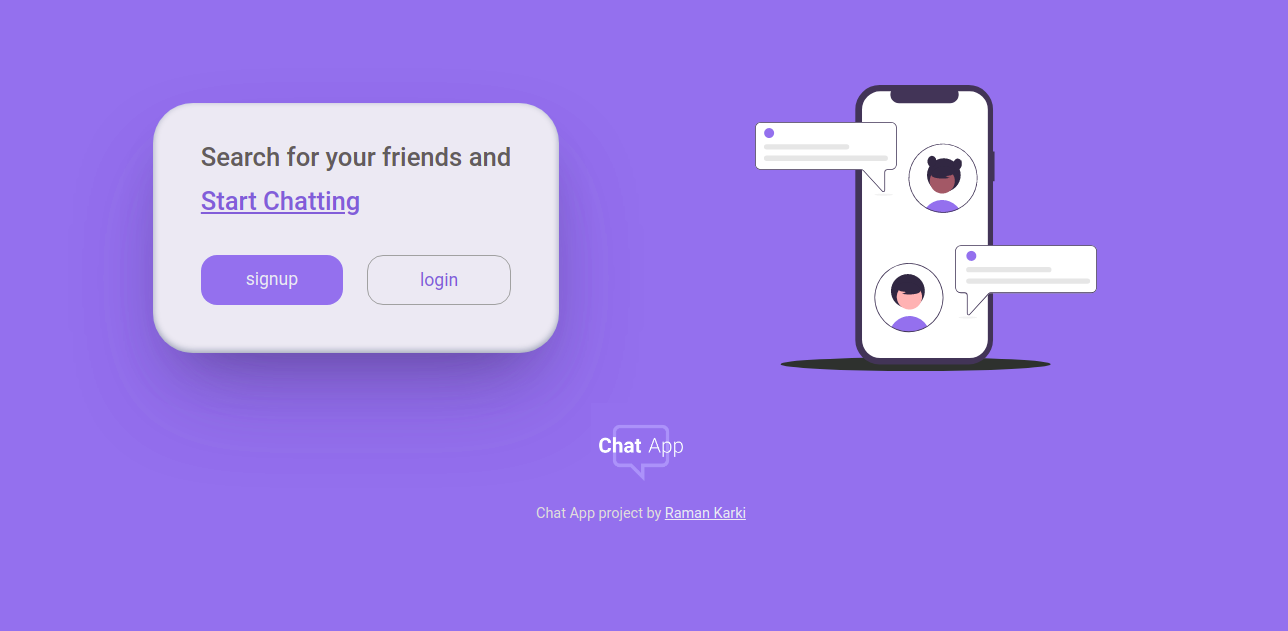 Search for your friends and
Start Chatting
signup
login
Chat App
Chat App project by Raman Karki